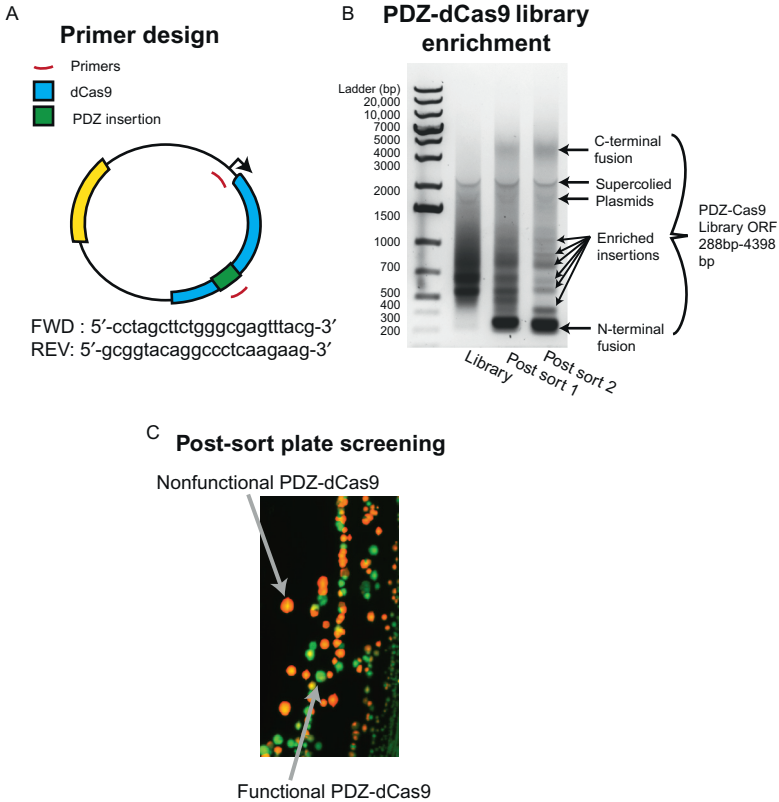 A
Primer design
Primers
dCas9
PDZ insertion
FWD : 5′-cctagcttctgggcgagtttacg-3′
REV: 5′-gcggtacaggccctcaagaag-3′
B
PDZ-dCas9 library
enrichment
Ladder (bp)
20,000
10,000
7000
5000
4000
3000
2000
1500
1000
700
500
400
300
200
C-terminal
fusion
Supercolied
Plasmids
Enriched
insertions
N-terminal
fusion
PDZ-Cas9
Library ORF
288bp-4398
bp
Library
Post sort 1
Post sort 2
C
Post-sort plate screening
Nonfunctional PDZ-dCas9
Functional PDZ-dCas9